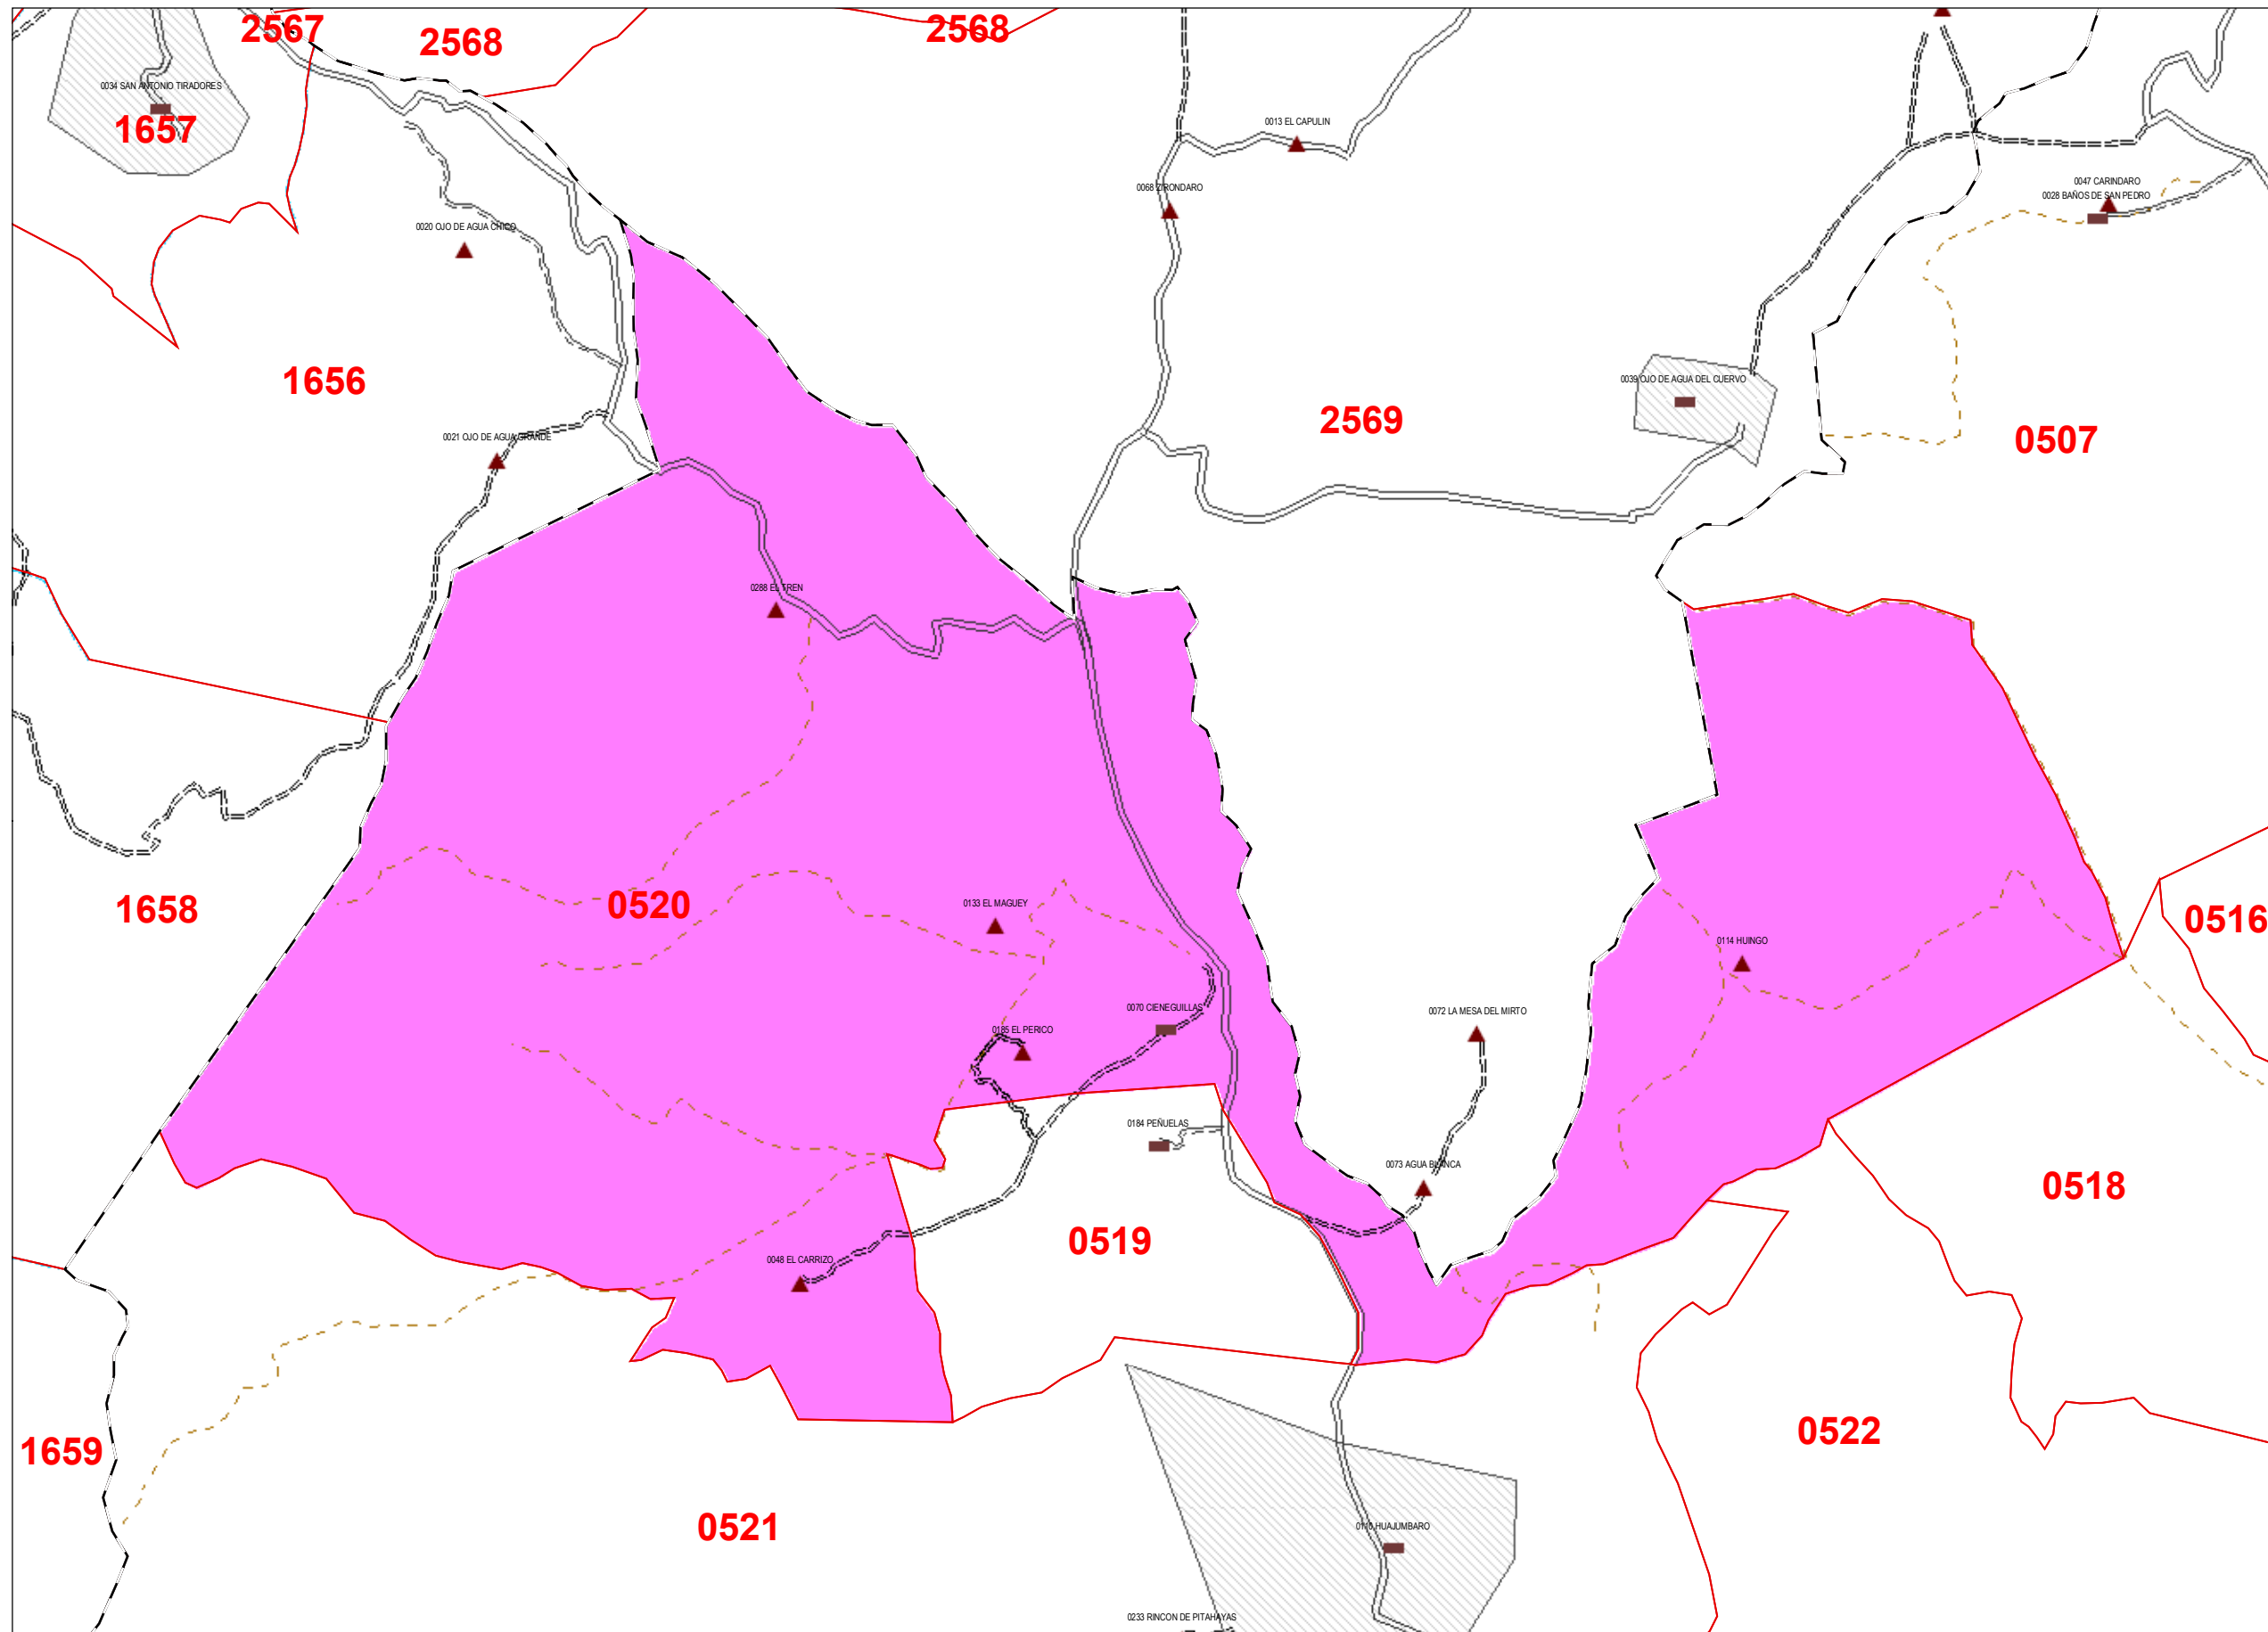 2567
2568
2568
0034 SAN ANTONIO TIRADORES
1657
0013 EL CAPULIN
0068 ZIRONDARO
0047 CARINDARO
0028 BAÑOS DE SAN PEDRO
0020 OJO DE AGUA CHICO
1656
0039 OJO DE AGUA DEL CUERVO
2569
0507
0021 OJO DE AGUA GRANDE
0288 EL TREN
1658
0520
0133 EL MAGUEY
0516
0114 HUINGO
0070 CIENEGUILLAS
0072 LA MESA DEL MIRTO
0185 EL PERICO
0184 PEÑUELAS
0073 AGUA BLANCA
0518
0519
0048 EL CARRIZO
0522
1659
0521
0110 HUAJUMBARO
0233 RINCON DE PITAHAYAS